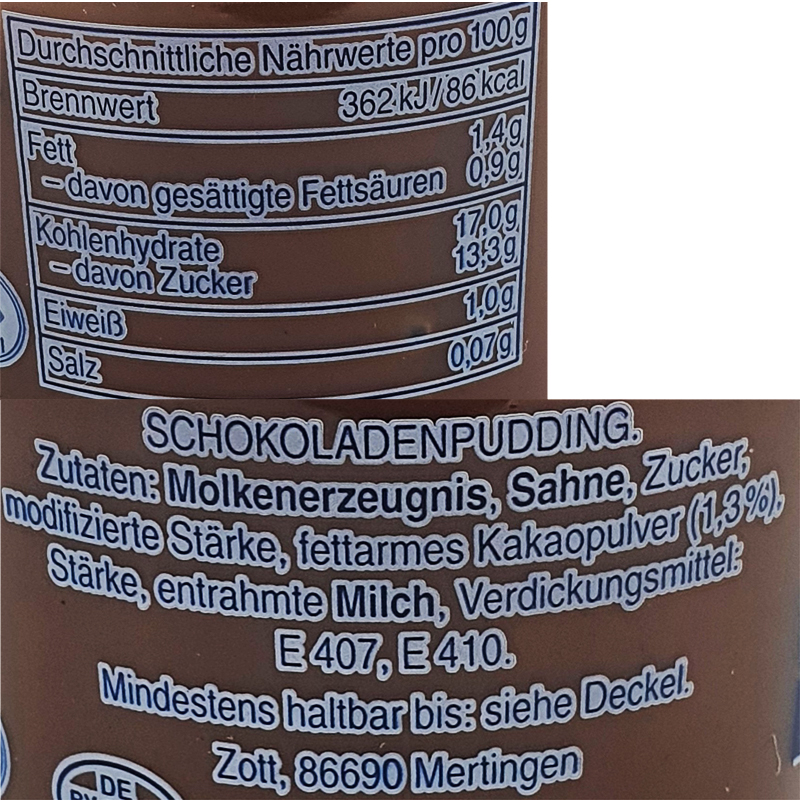 Durchschnittliche Nährwerte pro 100g
Brennwert 362 kJ/86 kcal
Fett 1,4g
–davon gesättigte Fettsäuren 0,9g
Kohlenhydrate 17,0g
–davon Zucker 13,3g
Eiweiß 1,0g
Salz 0,07g
SCHOKOLADENPUDDING.
Zutaten: Molkenerzeugnis, Sahne, Zucker,
modifizierte Stärke, fettarmes Kakaopulver (1,3%),
Stärke, entrahmte Milch, Verdickungsmittel:
E 407, E 410.
Mindestens haltbar bis: siehe Deckel.
Zott, 86690 Mertingen
DE